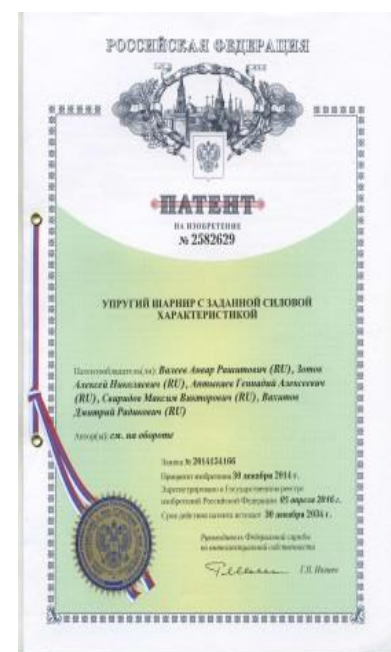 РОССИЙСКАЯ ФЕДЕРАЦИЯ
ПАТЕНТ
НА ИЗОБРЕТЕНИЕ
№ 2582629
УПРУГИЙ ШАРНИР С ЗАДАННОЙ СИЛОВОЙ
ХАРАКТЕРИСТИКОЙ
Патентообладатель(ли): Валеев Анвар Рашитович (RU), Зотов
Алексей Николаевич (RU), Аптыкаев Геннадий Алексеевич
(RU), Свиридов Максим Викторович (RU), Вахитов
Дмитрий Радикович (RU)
Автор(ы): см. на обороте
Заявка № 2014154166
Приоритет изобретения 30 декабря 2014 г.
Зарегистрировано в Государственном реестре
изобретений Российской Федерации 05 апреля 2016 г.
Срок действия патента истекает 30 декабря 2034 г.
Руководитель Федеральной службы
по интеллектуальной собственности
Г.П. Ивлиев